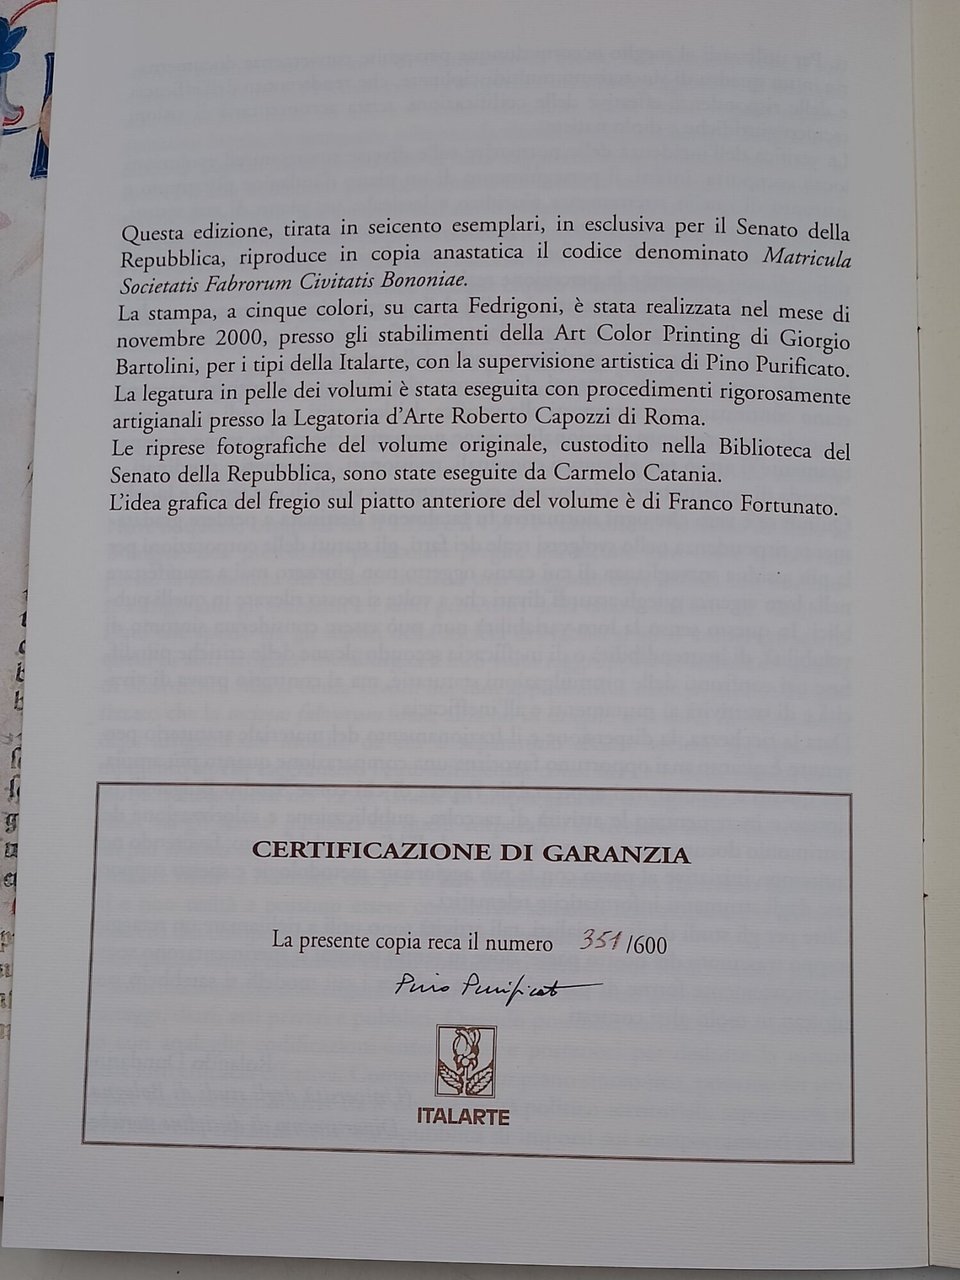 Questa edizione, tirata in seicento esemplari, in esclusiva per il Senato della
Repubblica, riproduce in copia anastatica il codice denominato Matricula
Societatis Fabrorum Civitatis Bononiae.
La stampa, a cinque colori, su carta Fedrigoni, è stata realizzata nel mese di
novembre 2000, presso gli stabilimenti della Art Color Printing di Giorgio
Bartolini, per i tipi della Italarte, con la supervisione artistica di Pino Purificato.
La legatura in pelle dei volumi è stata eseguita con procedimenti rigorosamente
artigianali presso la Legatoria d'Arte Roberto Capozzi di Roma.
Le riprese fotografiche del volume originale, custodito nella Biblioteca del
Senato della Repubblica, sono state eseguite da Carmelo Catania.
L'idea grafica del fregio sul piatto anteriore del volume è di Franco Fortunato.
CERTIFICAZIONE DI GARANZIA
La presente copia reca il numero 351/600
Pino Purificato
ITALARTE